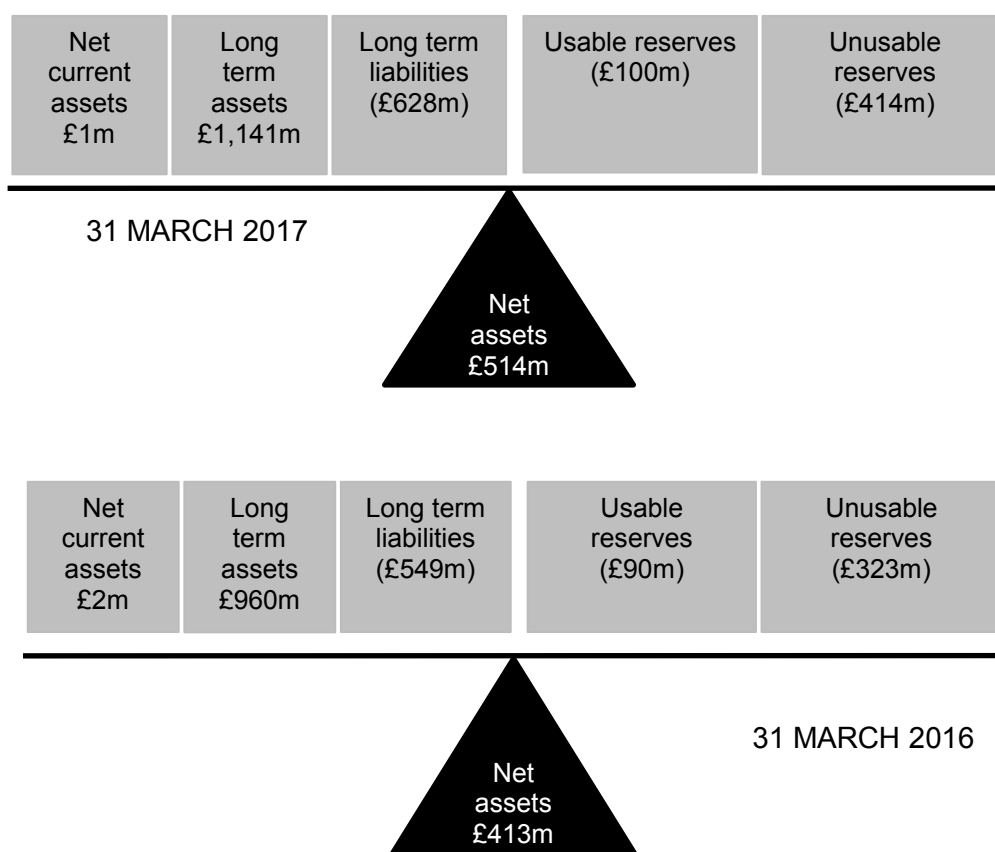 Net
current
assets
£1m
Long
term
assets
£1,141m
Long term
liabilities
(£628m)
Usable reserves
(£100m)
Unusable
reserves
(£414m)
31 MARCH 2017
Net
assets
£514m
Net
current
assets
£2m
Long
term
assets
£960m
Long term
liabilities
(£549m)
Usable
reserves
(£90m)
Unusable
reserves
(£323m)
31 MARCH 2016
Net
assets
£413m